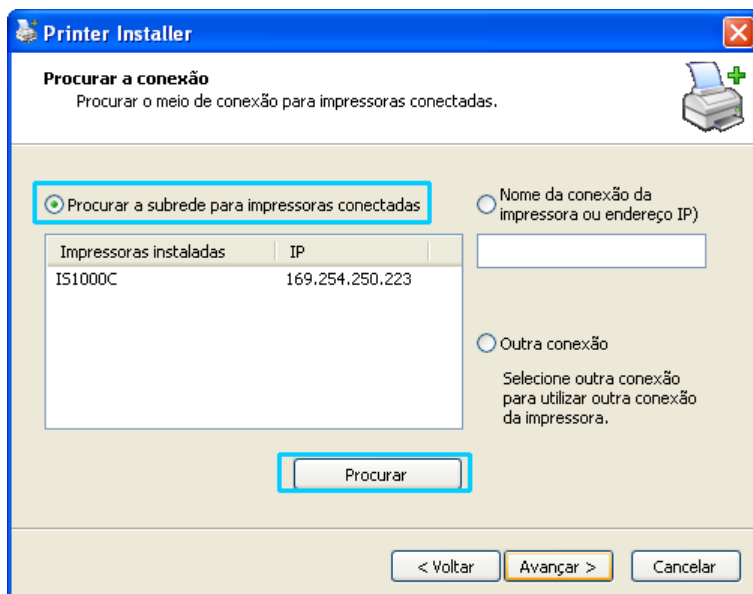 Printer Installer
Procurar a conexão
Procurar o meio de conexão para impressoras conectadas.
Procurar a subrede para impressoras conectadas
Impressoras instaladas IP
IS1000C 169.254.250.223
Nome da conexão da
impressora ou endereço IP)
Outra conexão
Selecione outra conexão
para utilizar outra conexão
da impressora.
Procurar
< Voltar Avançar > Cancelar